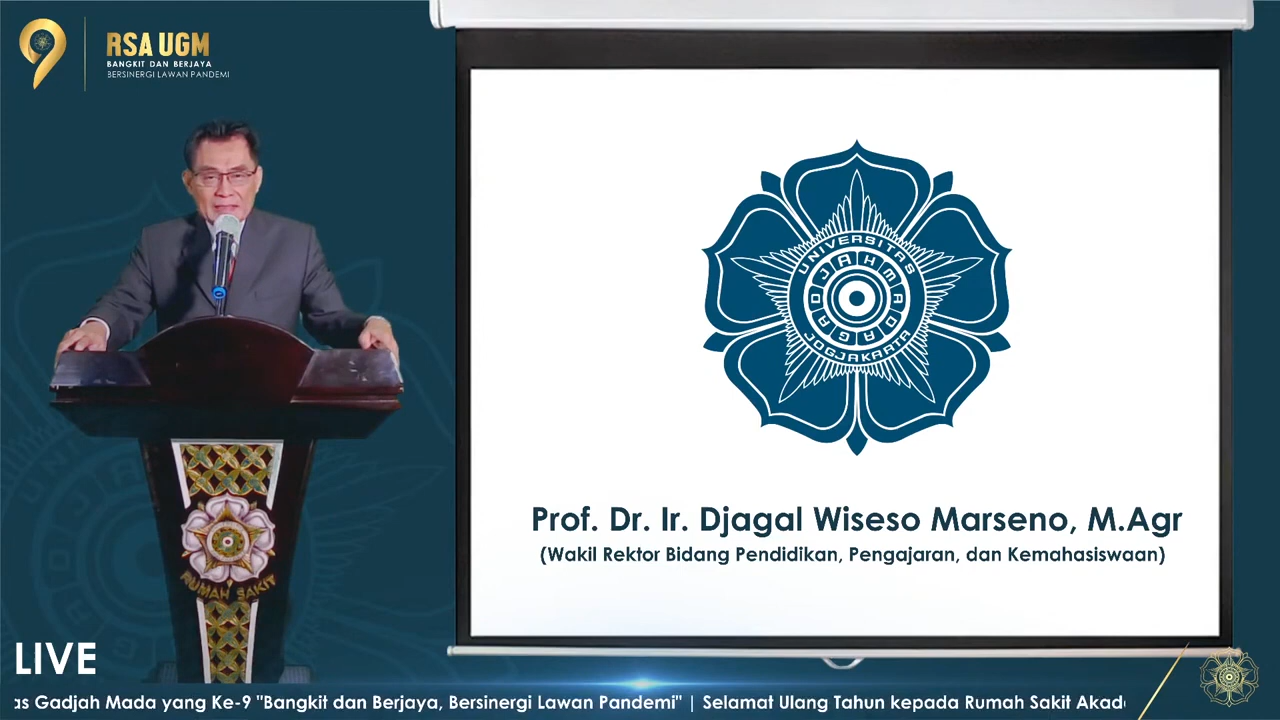 RSA UGM
BANGKIT DAN BERJAYA
BERSINERGI LAWAN PANDEMI
UNIVERSITAS
GADJAH MADA
JOGJAKARTA
Prof. Dr. Ir. Djagal Wiseso Marseno, M.Agr
(Wakil Rektor Bidang Pendidikan, Pengajaran, dan Kemahasiswaan)
RUMAH SAKIT
LIVE
as Gadjah Mada yang Ke-9 "Bangkit dan Berjaya, Bersinergi Lawan Pandemi" | Selamat Ulang Tahun kepada Rumah Sakit Akad